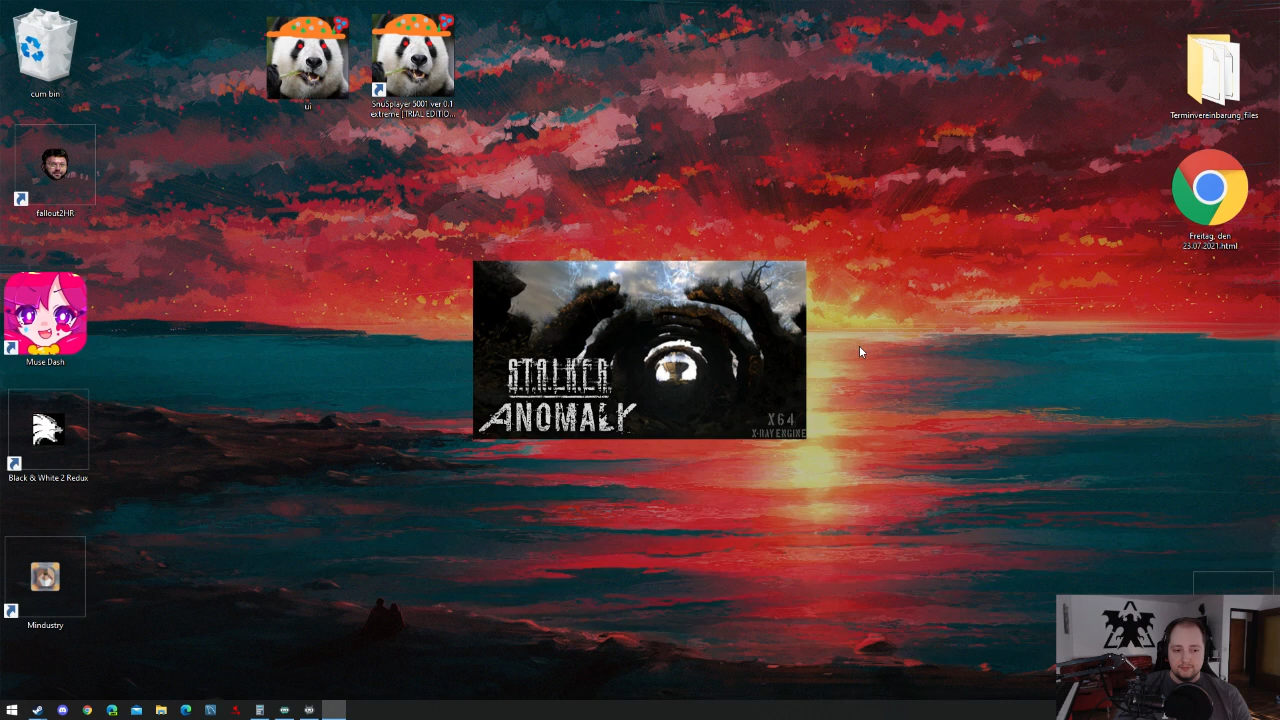 cum bin
ui
SnuSplayer 5001 ver 0.1
extreme [TRIAL EDITIO...
Terminvereinbarung_files
fallout2HR
Freitag, den
23.07.2021.html
Muse Dash
S.T.A.L.K.E.R.
ANOMALY
X64
X-RAY ENGINE
Black & White 2 Redux
Mindustry